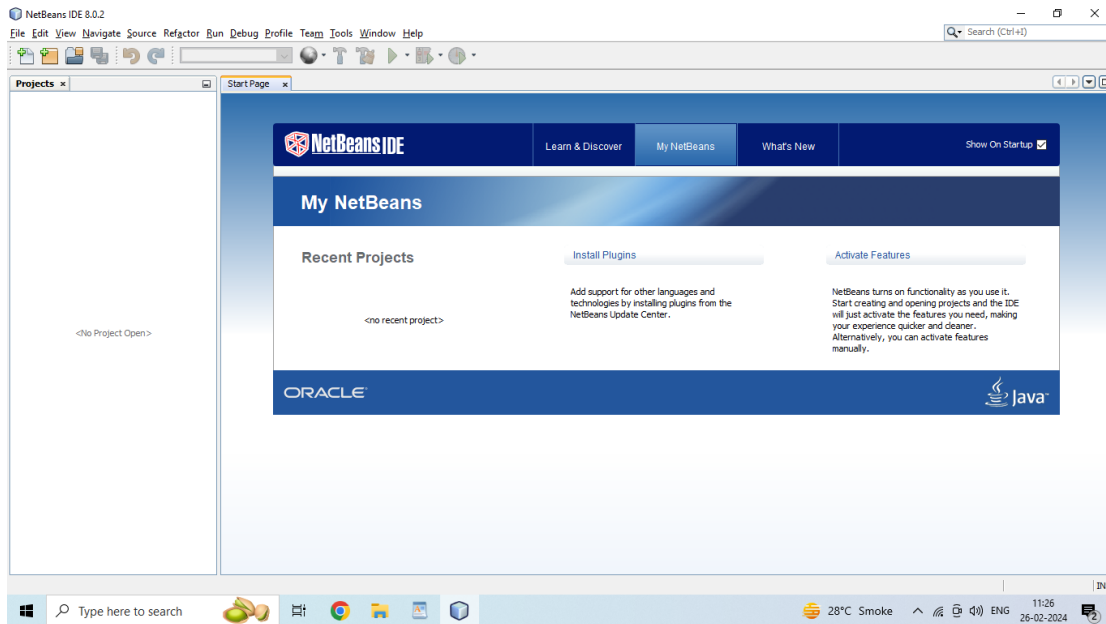 NetBeans IDE 8.0.2
File Edit View Navigate Source Refactor Run Debug Profile Team Tools Window Help
Search (Ctrl+I)
Projects
Start Page
NetBeans IDE
Learn & Discover
My NetBeans
What's New
Show On Startup
My NetBeans
Recent Projects
<no recent project>
Install Plugins
Add support for other languages and
technologies by installing plugins from the
NetBeans Update Center.
Activate Features
NetBeans turns on functionality as you use it.
Start creating and opening projects and the IDE
will just activate the features you need, making
your experience quicker and cleaner.
Alternatively, you can activate features
manually.
<No Project Open>
ORACLE
Java
IN
Type here to search
28°C Smoke
ENG
11:26
26-02-2024
2